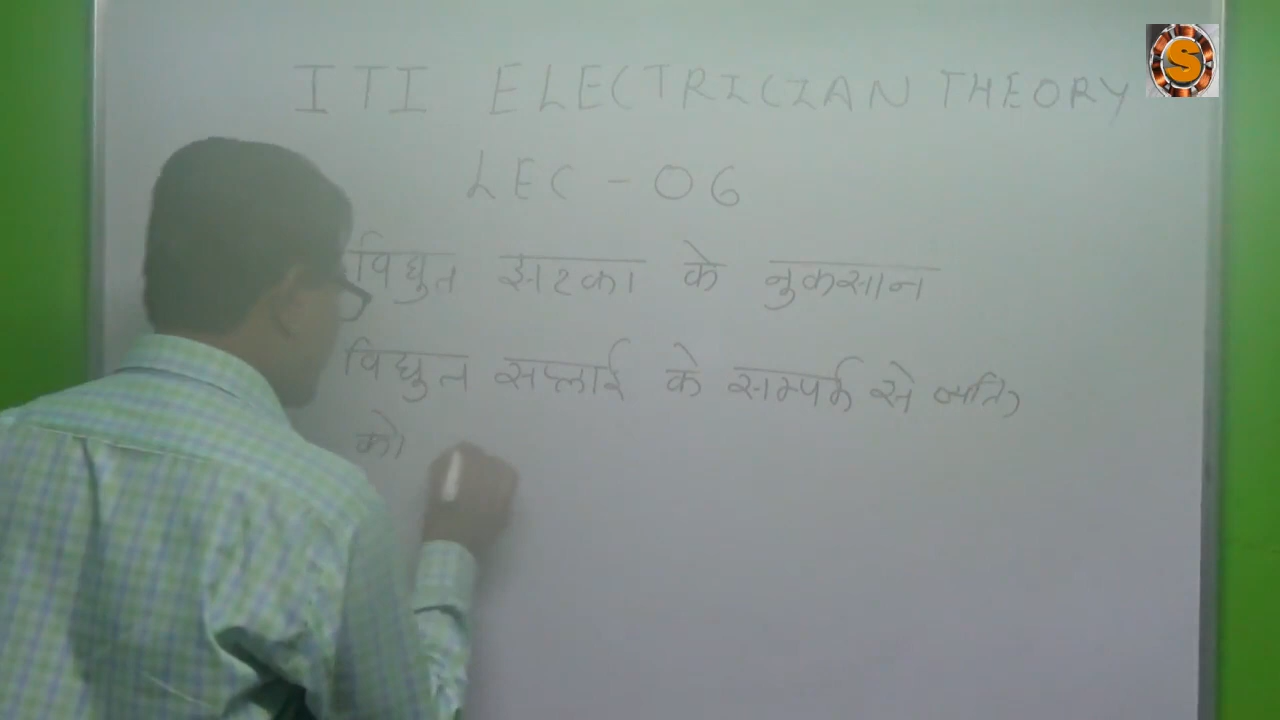 ITI ELECTRICIAN THEORY
LEC - 06
विद्युत झटका के नुकसान
विद्युत सप्लाई के सम्पर्क से व्यक्ति
को
S